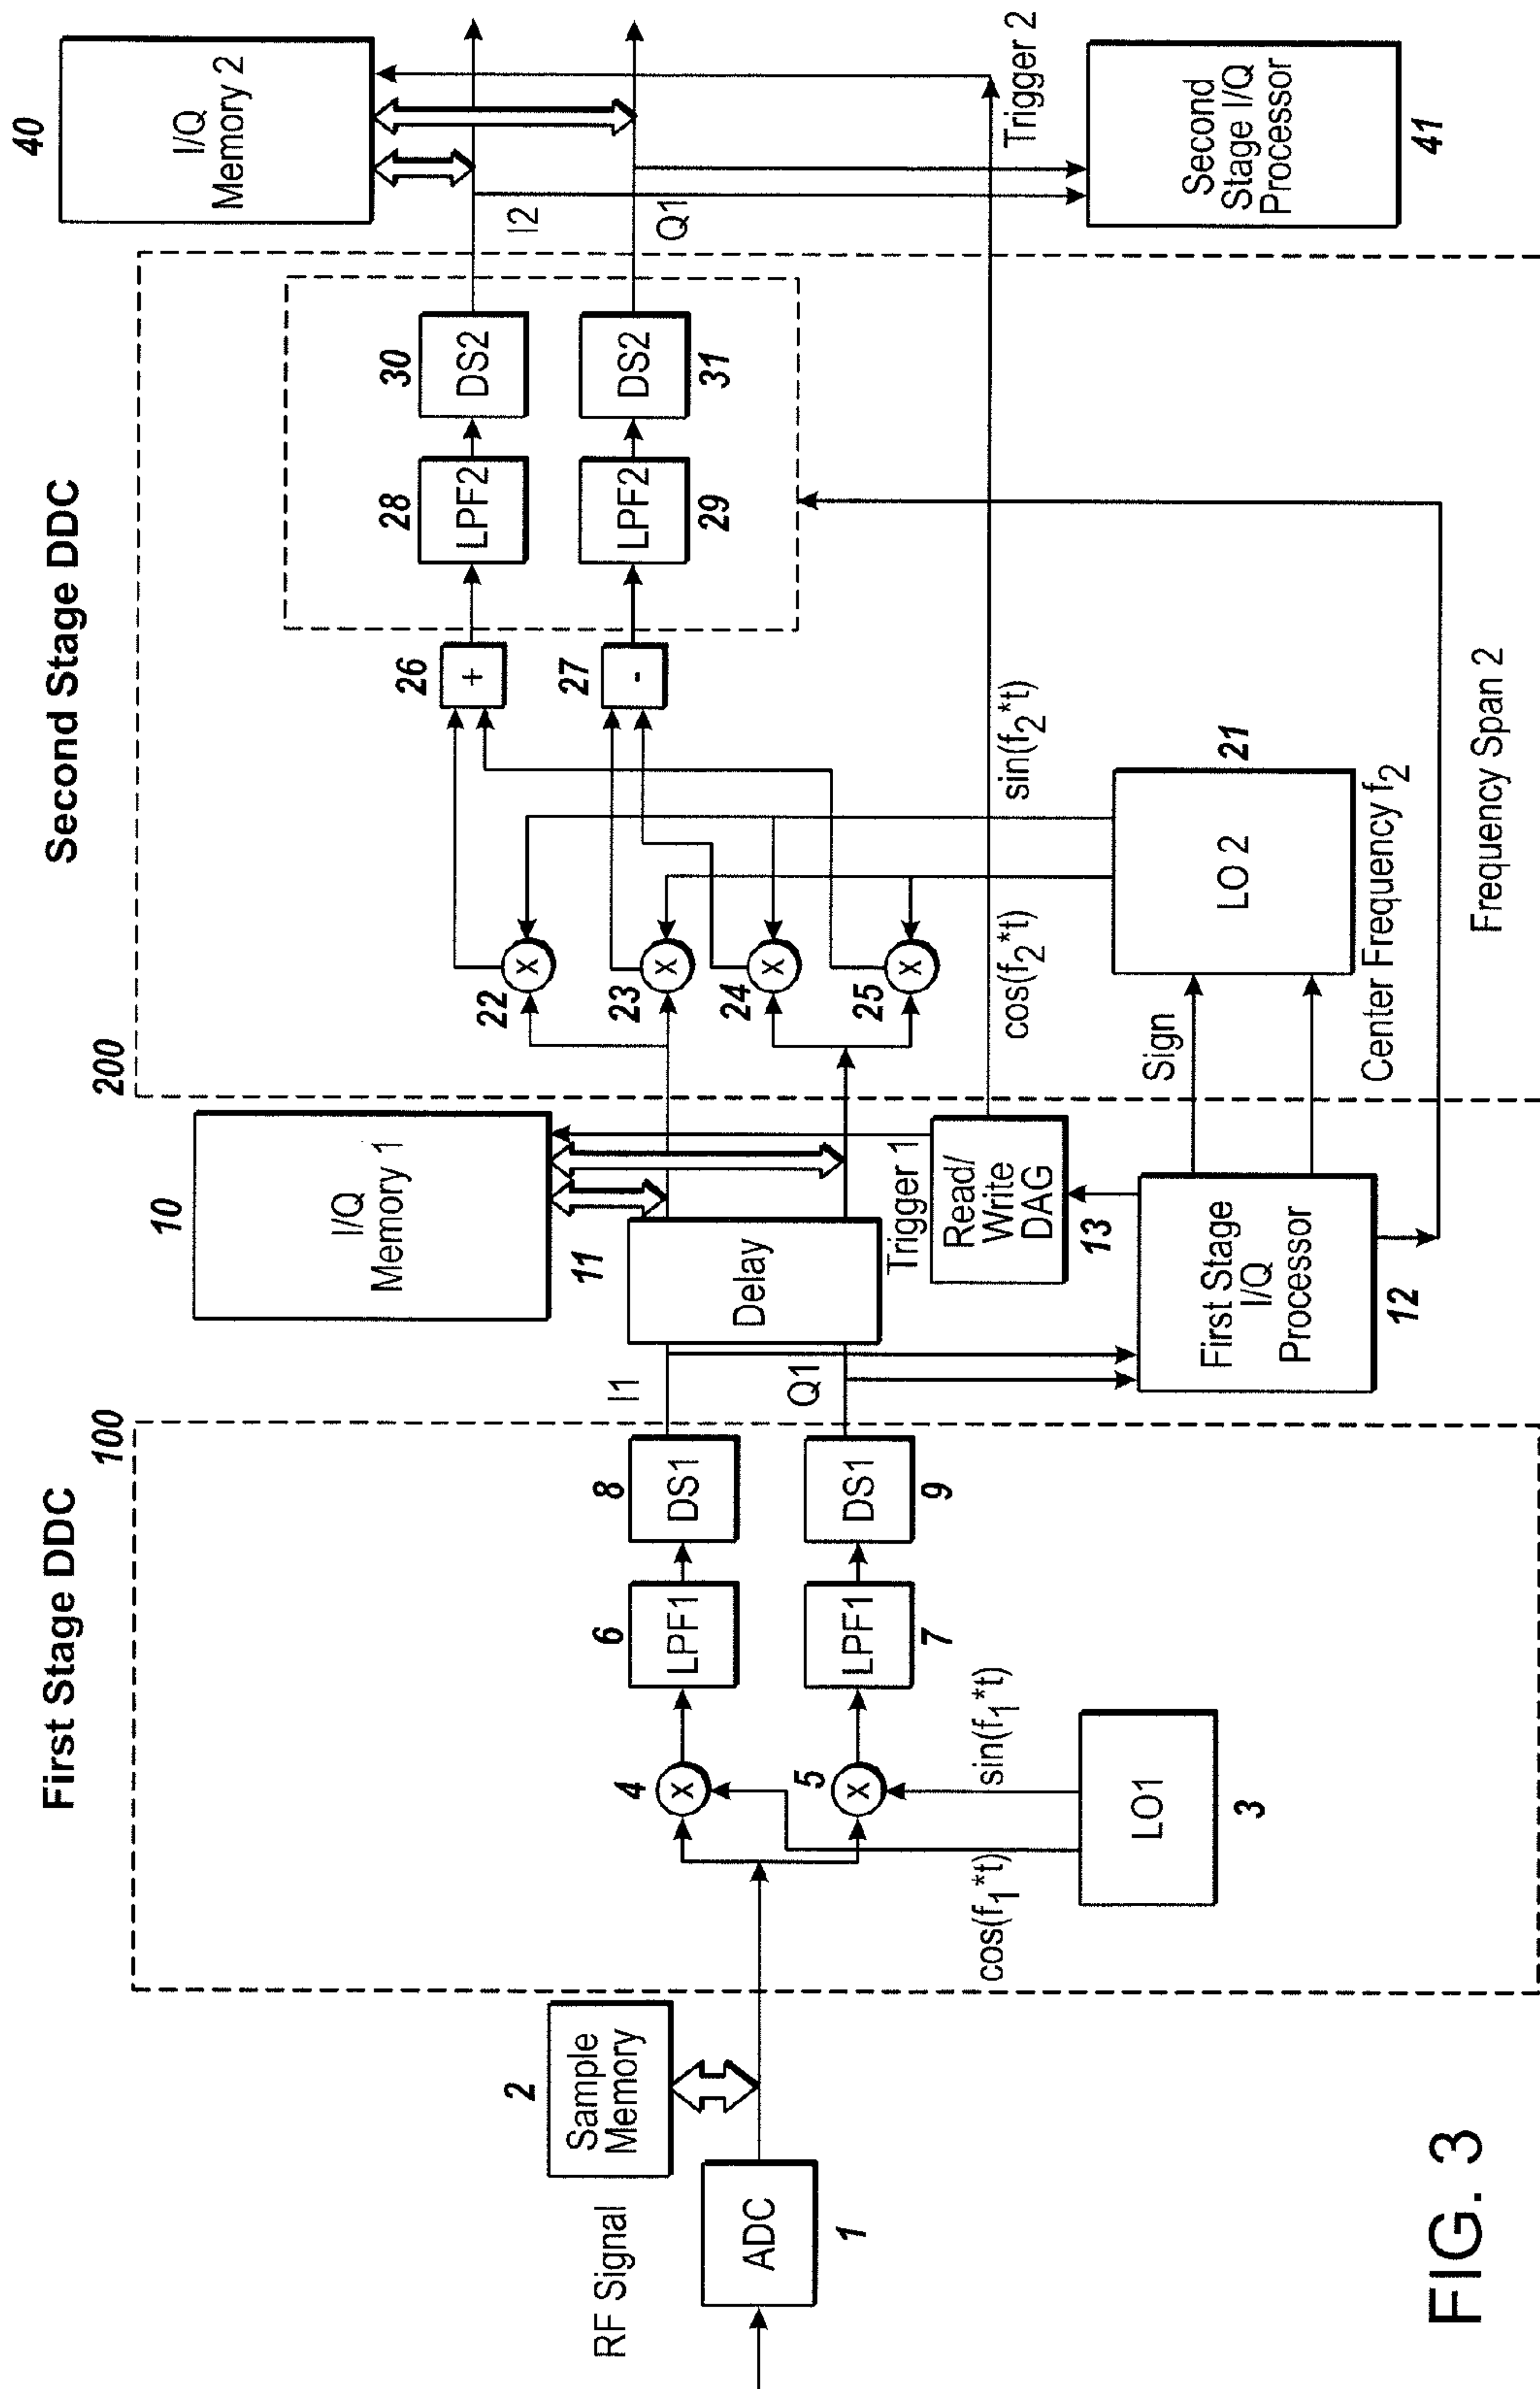 First Stage DDC
Second Stage DDC
RF Signal
ADC
1
2
Sample
Memory
100
LO1
3
cos(f1*t)
sin(f1*t)
4
X
5
X
6
LPF1
7
LPF1
8
DS1
9
DS1
I1
Q1
10
I/Q
Memory 1
11
Delay
Trigger 1
Read/
Write
DAG
13
First Stage
I/Q
Processor
12
200
Sign
Center Frequency f2
Frequency Span 2
LO 2
21
cos(f2*t)
sin(f2*t)
22
X
23
X
24
X
25
X
26
+
27
-
28
LPF2
29
LPF2
30
DS2
31
DS2
I2
Q1
40
I/Q
Memory 2
Trigger 2
Second
Stage I/Q
Processor
41
FIG. 3